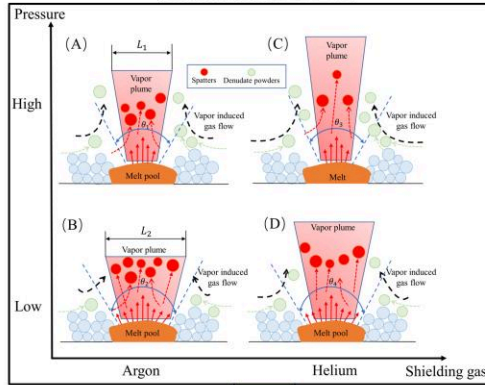 Pressure
High
Low
(A)
L₁
Vapor
plume
θ₁
Vapor induced
gas flow
Melt pool
Spatters
Denudate powders
(C)
Vapor
plume
θ₃
Vapor induced
gas flow
Melt
(B)
L₂
Vapor plume
θ₂
Vapor induced
gas flow
Melt pool
(D)
Vapor plume
θ₄
Vapor induced
gas flow
Melt pool
Argon
Helium
Shielding gas